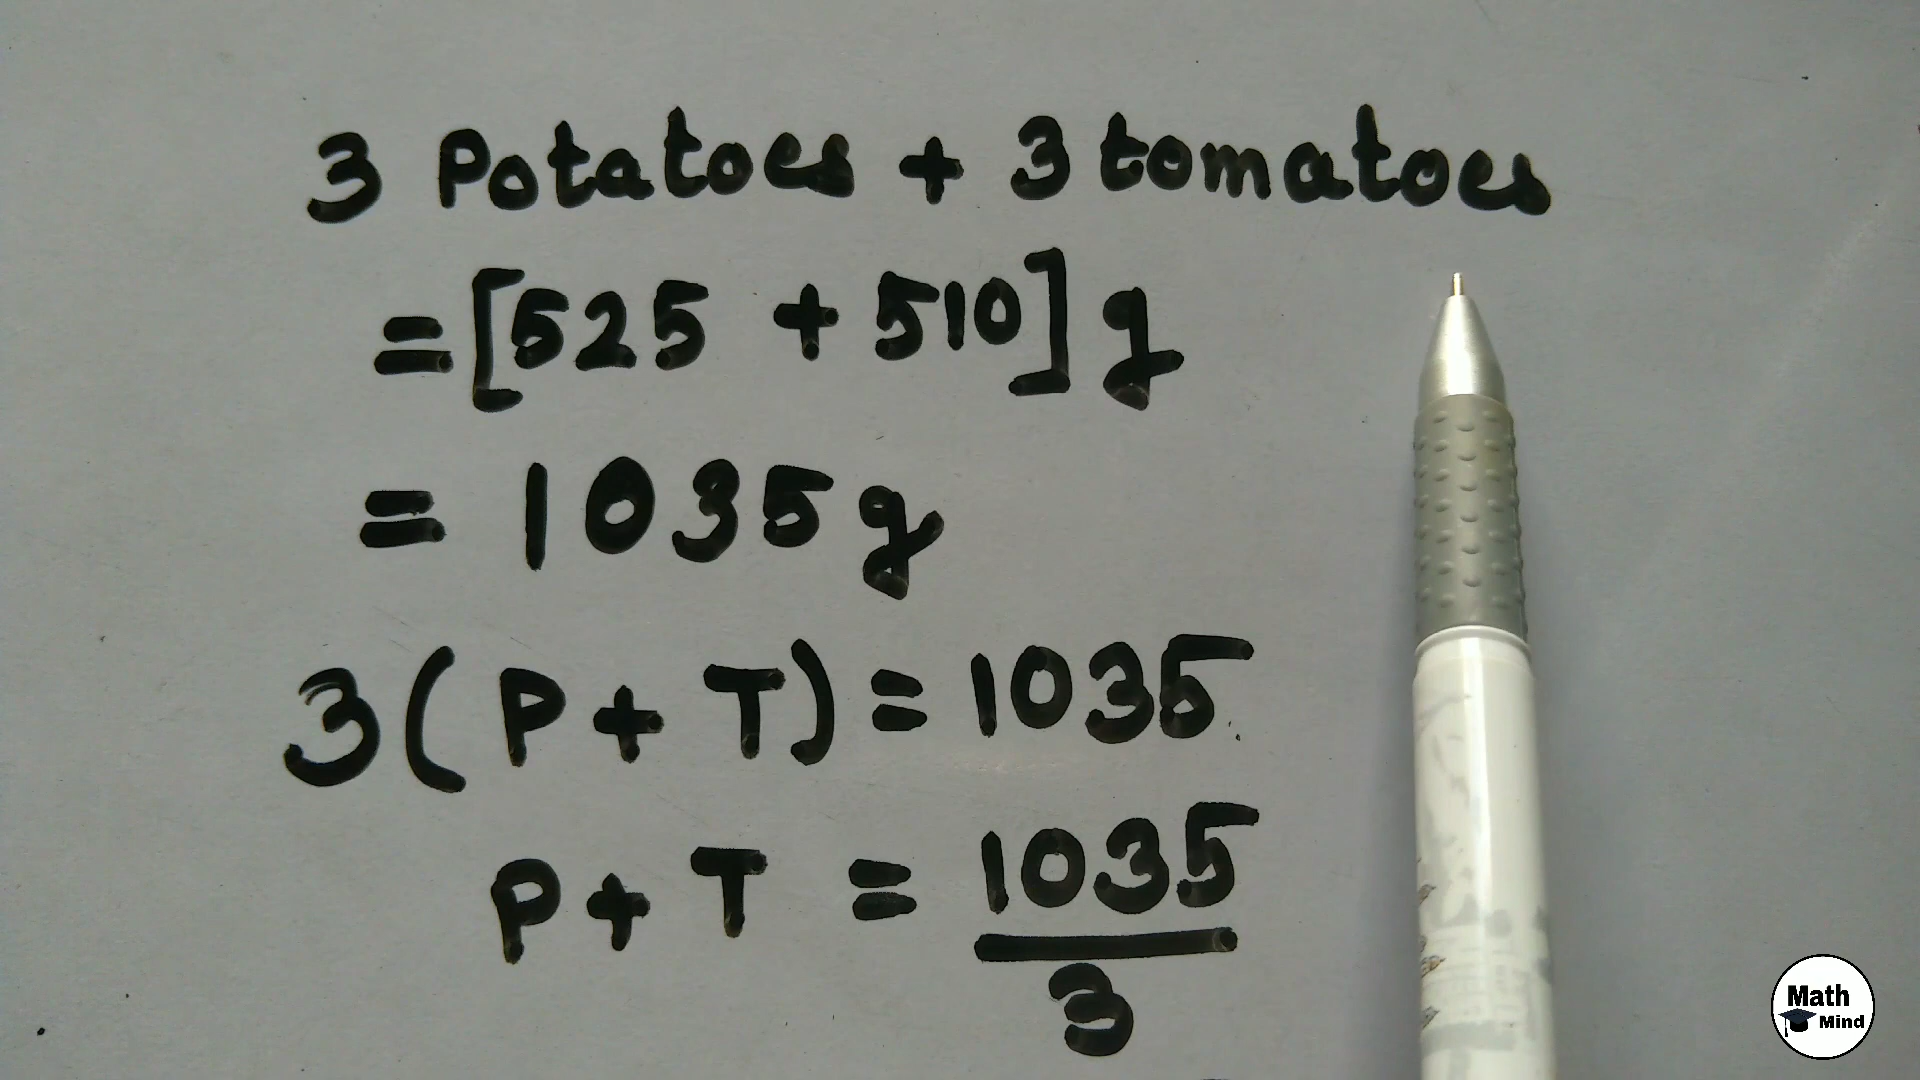 3 Potatoes + 3 tomatoes
= [525 + 510] g
= 1035 g
3(P + T) = 1035
P + T = 1035
3
Math
Mind